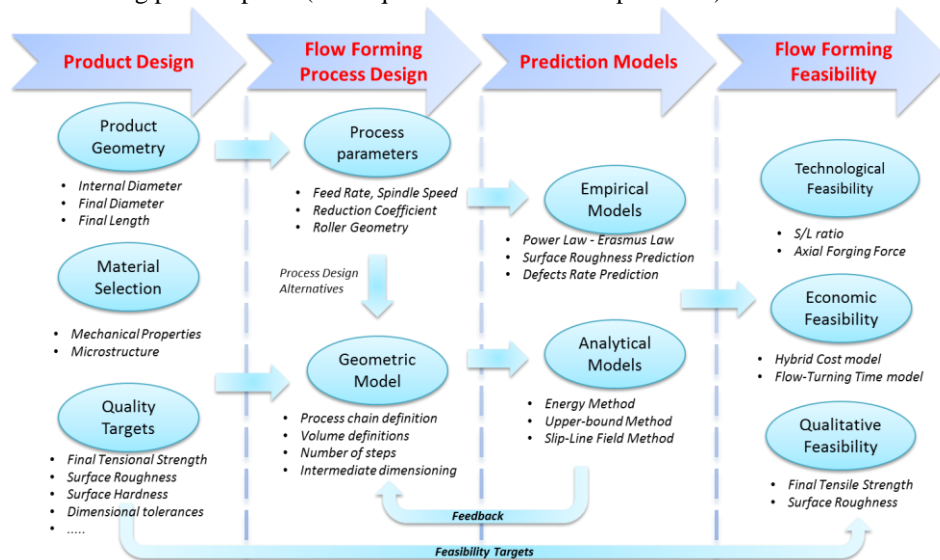 Product Design
Flow Forming
Process Design
Prediction Models
Flow Forming
Feasibility
Product
Geometry
• Internal Diameter
• Final Diameter
• Final Length
Material
Selection
• Mechanical Properties
• Microstructure
Quality
Targets
• Final Tensional Strength
• Surface Roughness
• Surface Hardness
• Dimensional tolerances
• .....
Process
parameters
• Feed Rate, Spindle Speed
• Reduction Coefficient
• Roller Geometry
Process Design
Alternatives
Geometric
Model
• Process chain definition
• Volume definitions
• Number of steps
• Intermediate dimensioning
Empirical
Models
• Power Law - Erasmus Law
• Surface Roughness Prediction
• Defects Rate Prediction
Analytical
Models
• Energy Method
• Upper-bound Method
• Slip-Line Field Method
Technological
Feasibility
• S/L ratio
• Axial Forging Force
Economic
Feasibility
• Hybrid Cost model
• Flow-Turning Time model
Qualitative
Feasibility
• Final Tensile Strength
• Surface Roughness
Feedback
Feasibility Targets